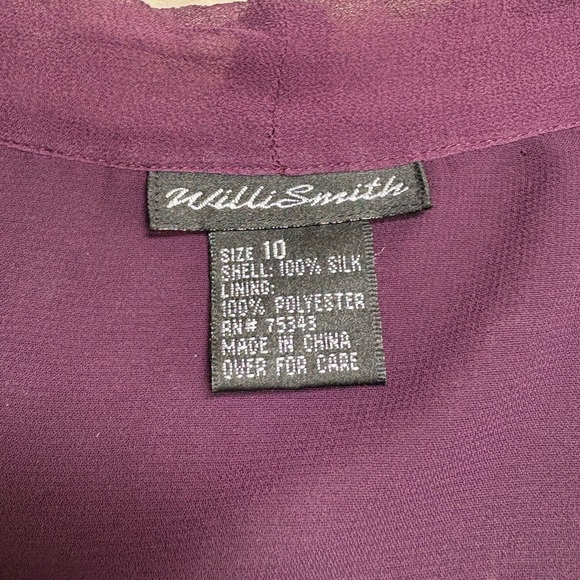 WilliSmith
SIZE 10
SHELL: 100% SILK
LINING:
100% POLYESTER
RN# 75343
MADE IN CHINA
OVER FOR CARE